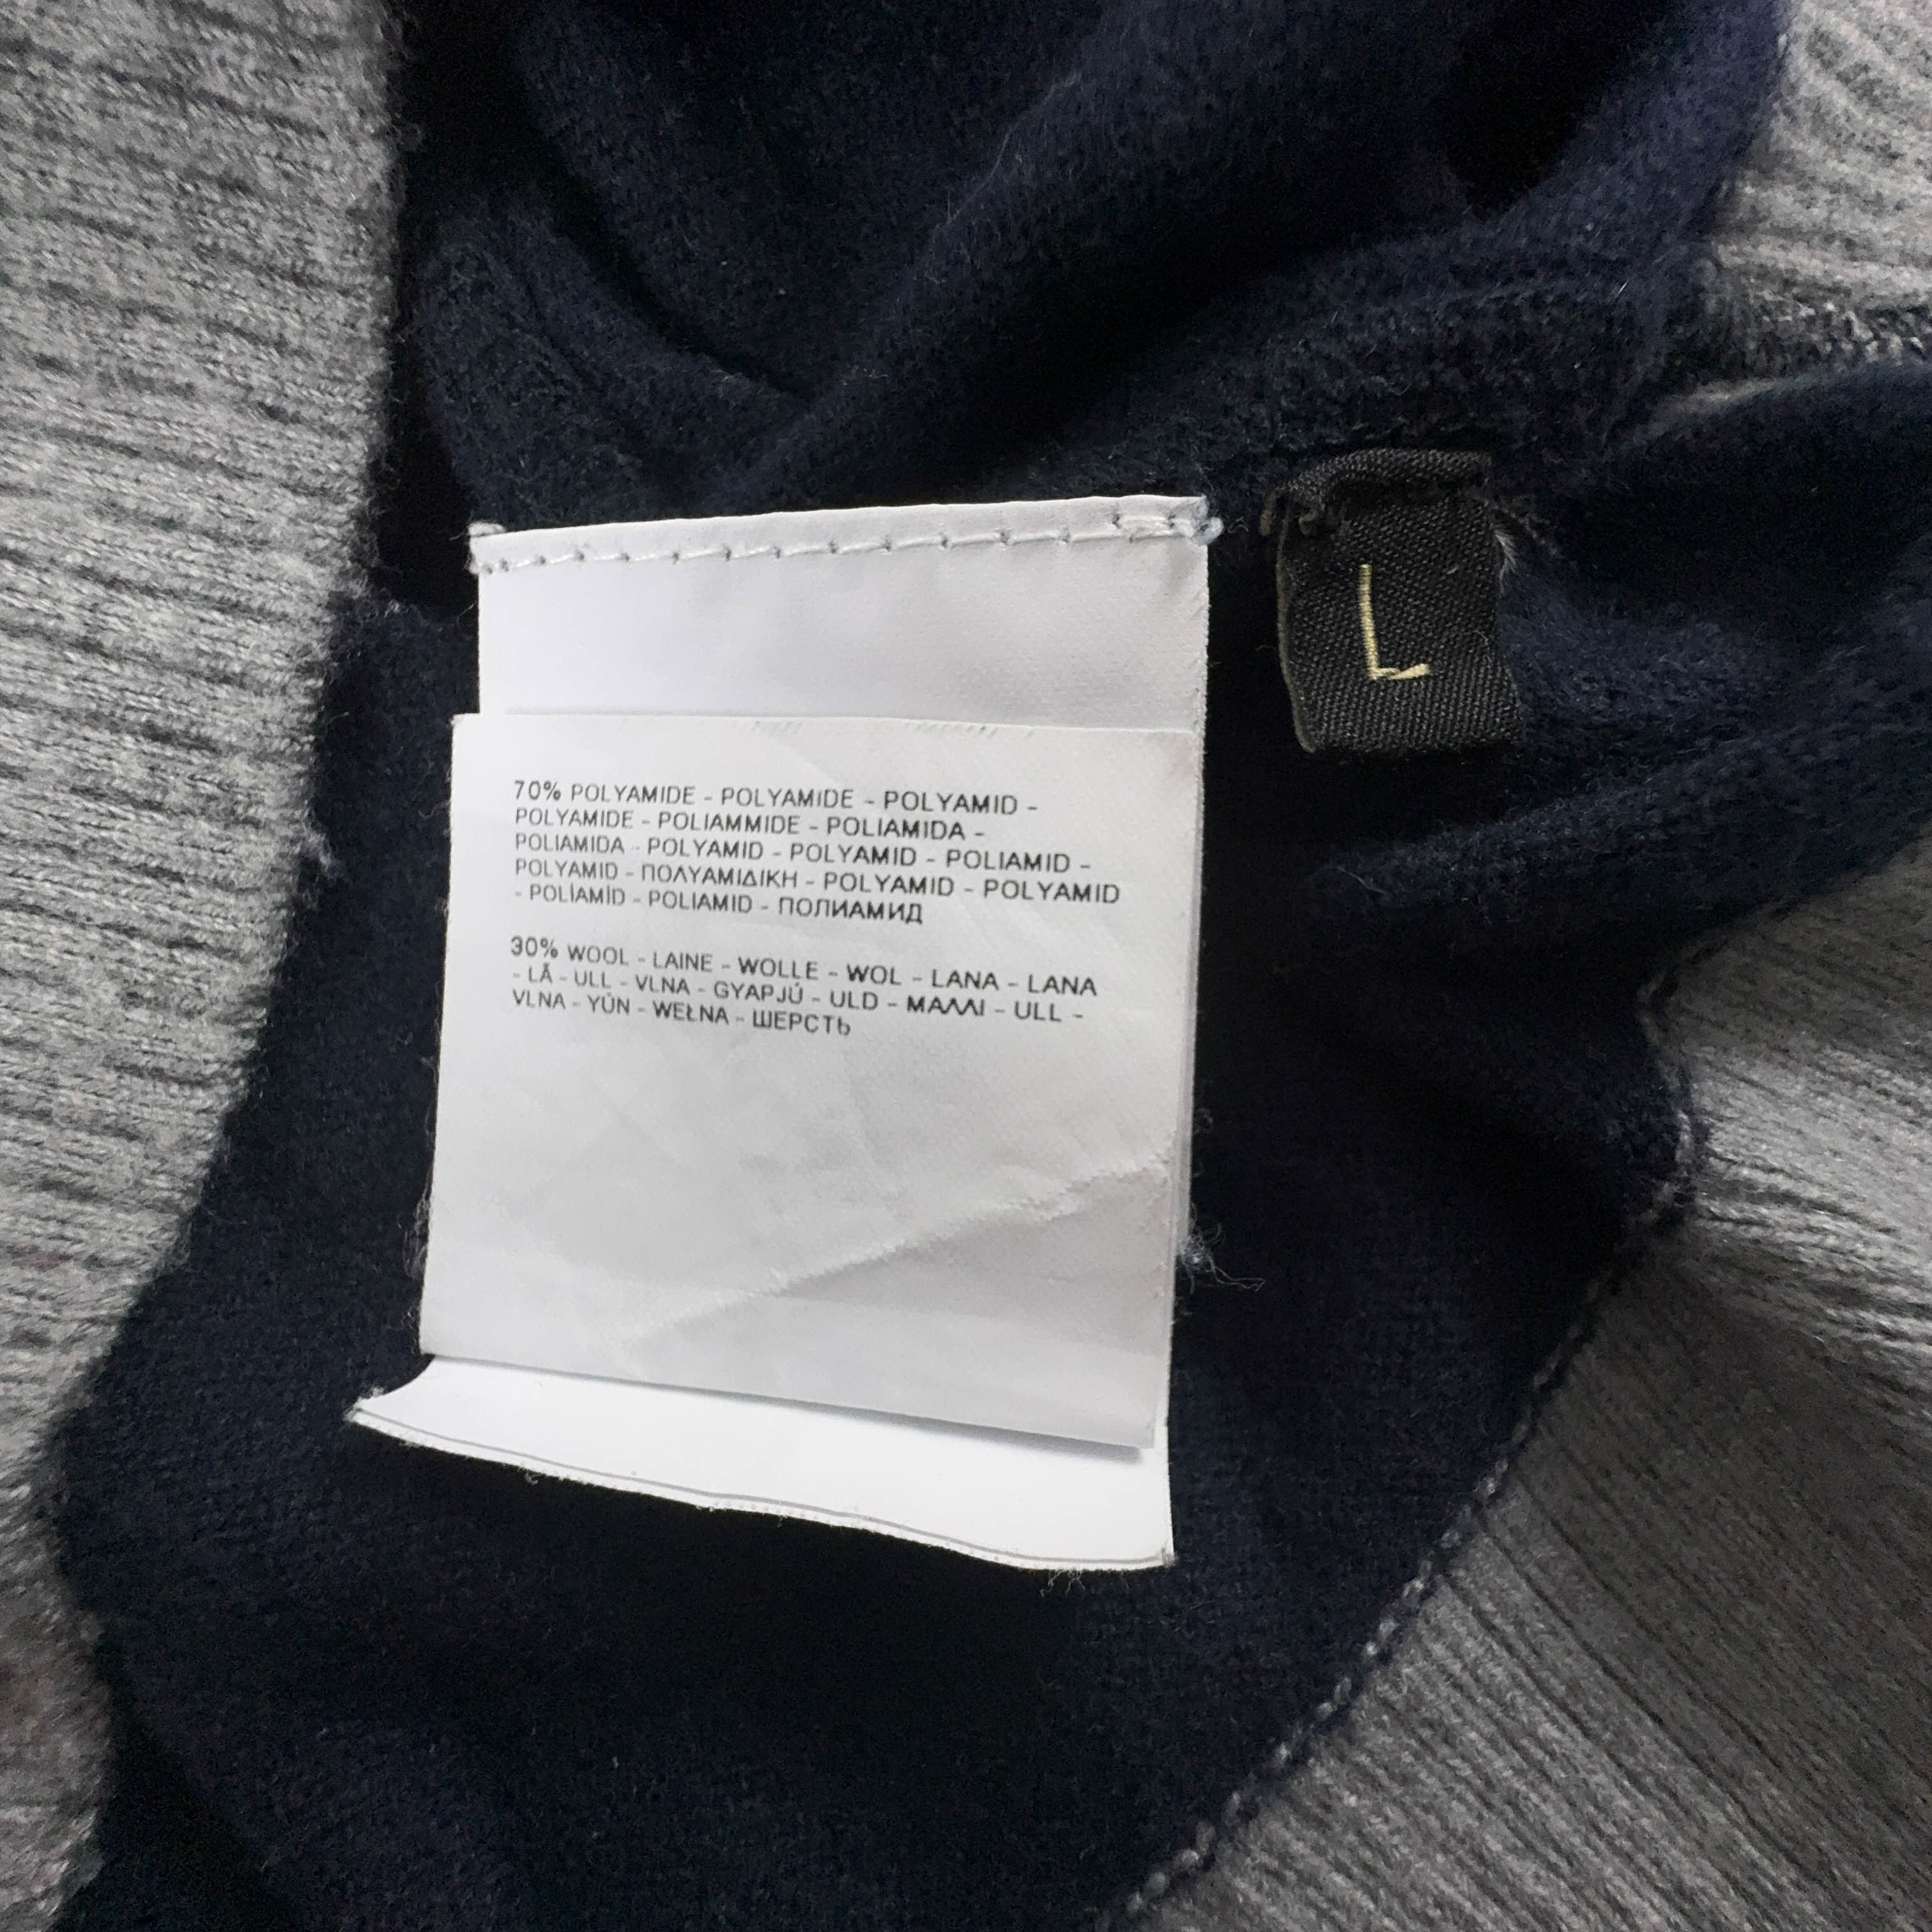 L
70% POLYAMIDE - POLYAMIDE - POLYAMID -
POLYAMIDE - POLIAMMIDE - POLIAMIDA -
POLIAMIDA - POLYAMID - POLYAMID - POLIAMID -
POLYAMID - ΠΟΛΥΑΜΙΔΙΚΗ - POLYAMID - POLYAMID
- POLİAMİD - POLIAMID - ПОЛИАМИД
30% WOOL - LAINE - WOLLE - WOL - LANA - LANA
- LÃ - ULL - VLNA - GYAPJÚ - ULD - ΜΑΛΛΙ - ULL -
VLNA - YÜN - WEŁNA - ШЕРСТЬ